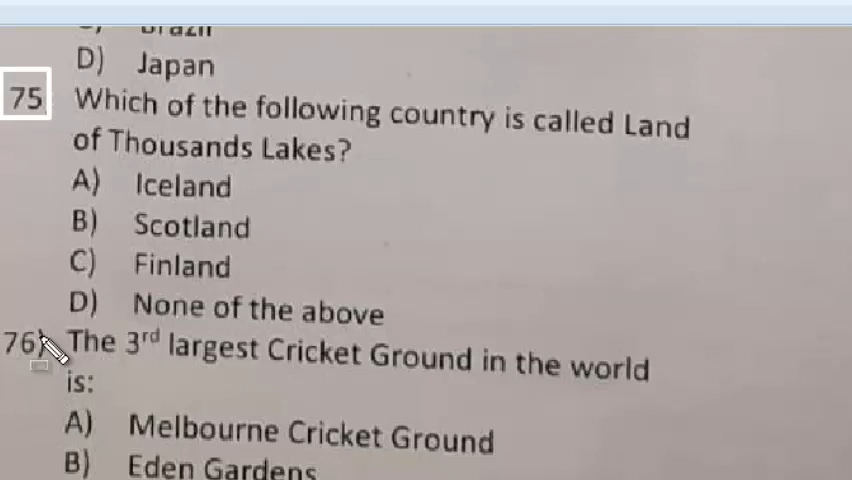 D) Japan
75 Which of the following country is called Land
of Thousands Lakes?
A) Iceland
B) Scotland
C) Finland
D) None of the above
76) The 3rd largest Cricket Ground in the world
is:
A) Melbourne Cricket Ground
B) Eden Gardens